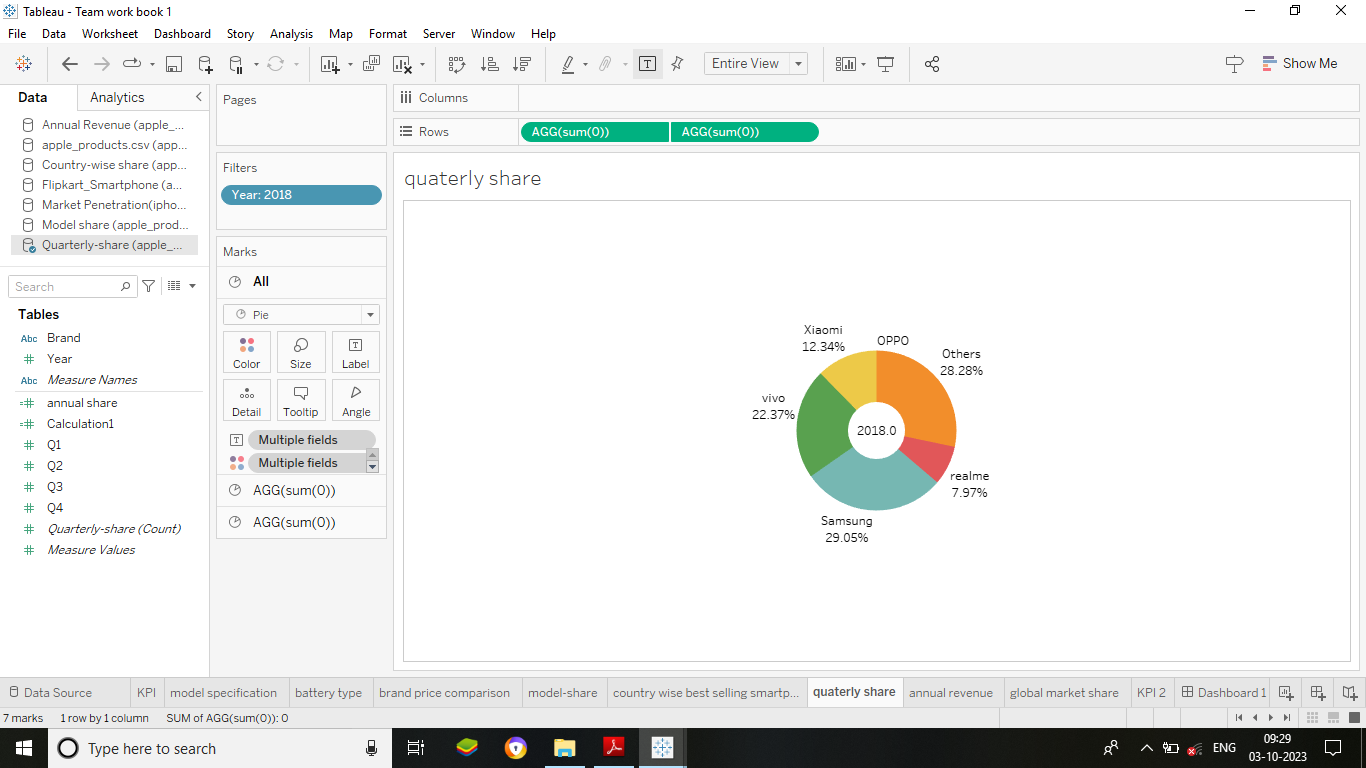 Tableau - Team work book 1
File Data Worksheet Dashboard Story Analysis Map Format Server Window Help
Entire View
Show Me
Data Analytics
Annual Revenue (apple_...
apple_products.csv (app...
Country-wise share (app...
Flipkart_Smartphone (a...
Market Penetration(ipho...
Model share (apple_prod...
Quarterly-share (apple_...
Search
Tables
Abc Brand
Year
Abc Measure Names
annual share
Calculation1
Q1
Q2
Q3
Q4
Quarterly-share (Count)
Measure Values
Pages
Filters
Year: 2018
Marks
All
Pie
Color Size Label
Detail Tooltip Angle
Multiple fields
Multiple fields
AGG(sum(0))
AGG(sum(0))
Columns
Rows AGG(sum(0)) AGG(sum(0))
quaterly share
Xiaomi
12.34%
OPPO
Others
28.28%
vivo
22.37%
2018.0
realme
7.97%
Samsung
29.05%
Data Source KPI model specification battery type brand price comparison model-share country wise best selling smartp... quaterly share annual revenue global market share KPI 2 Dashboard 1
7 marks 1 row by 1 column SUM of AGG(sum(0)): 0
Type here to search
ENG
09:29
03-10-2023